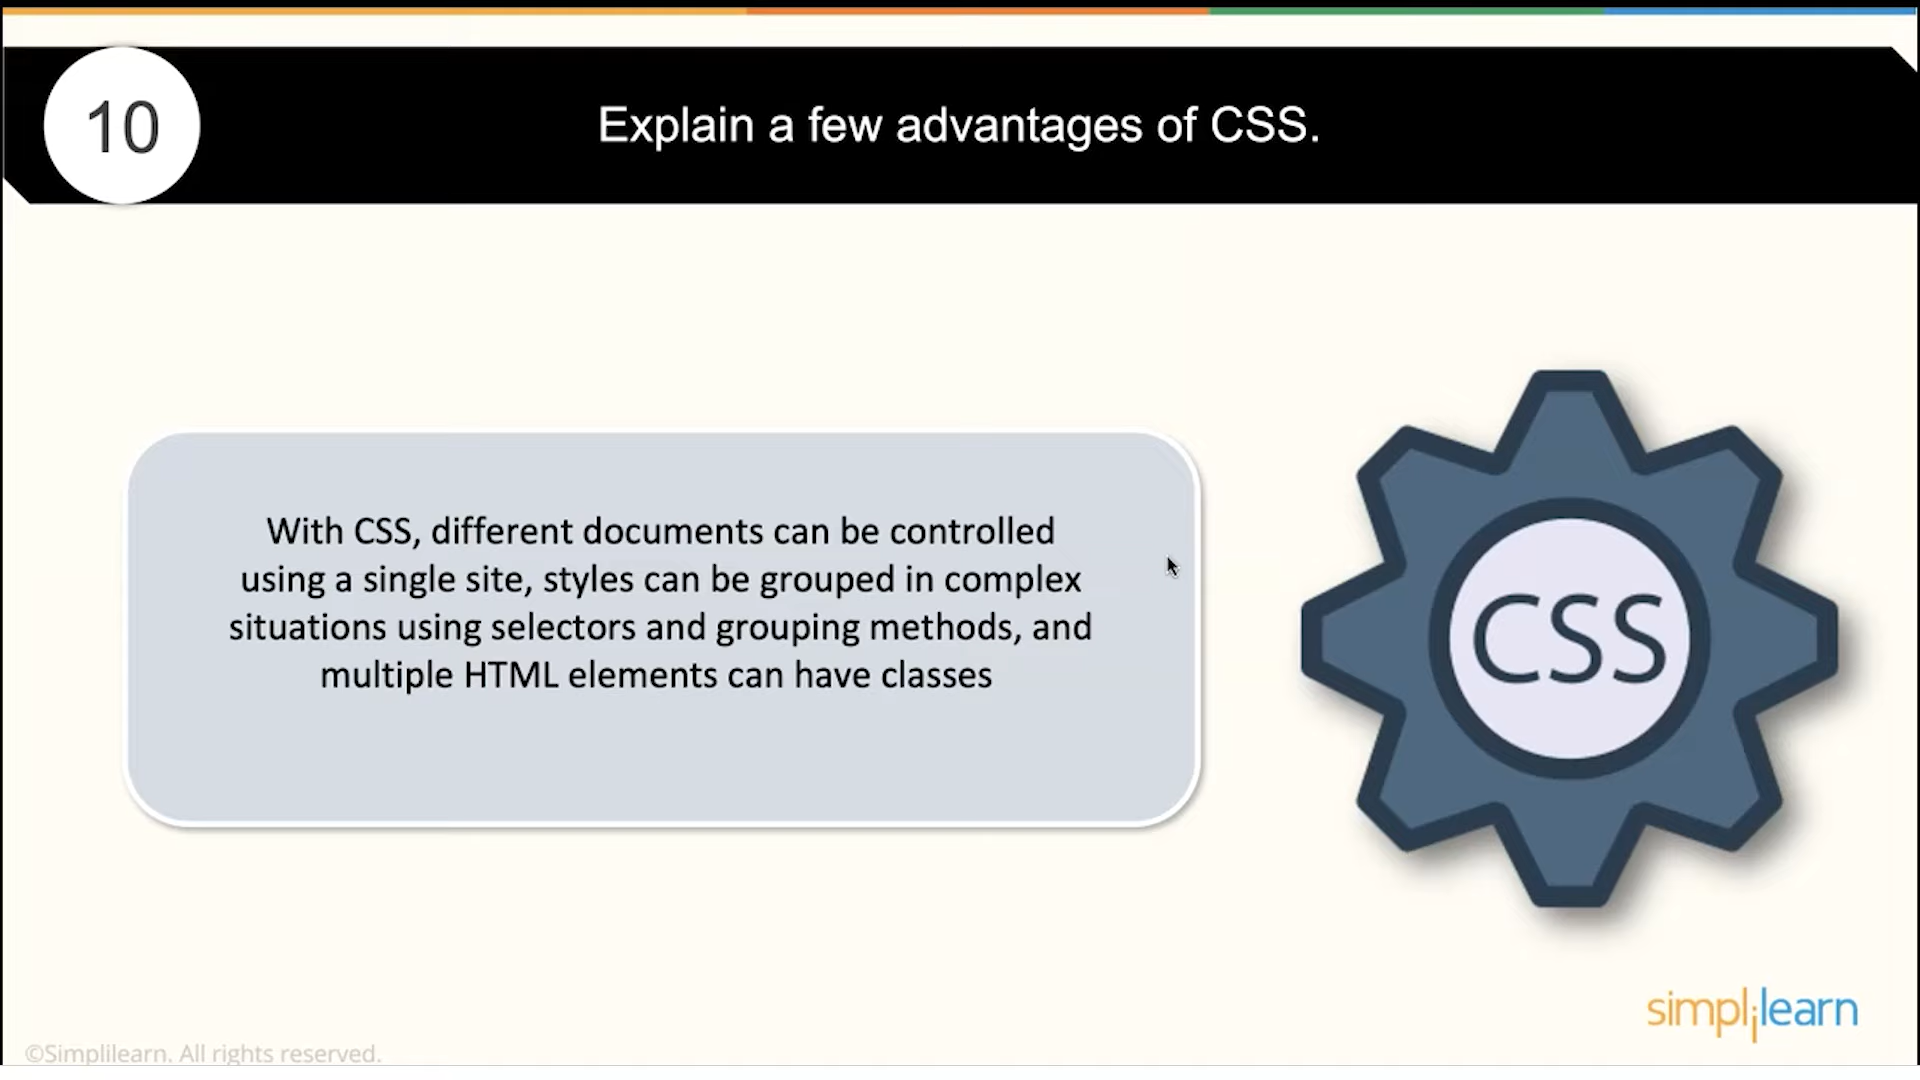 10
Explain a few advantages of CSS.
With CSS, different documents can be controlled
using a single site, styles can be grouped in complex
situations using selectors and grouping methods, and
multiple HTML elements can have classes
CSS
simplilearn
©Simplilearn. All rights reserved.